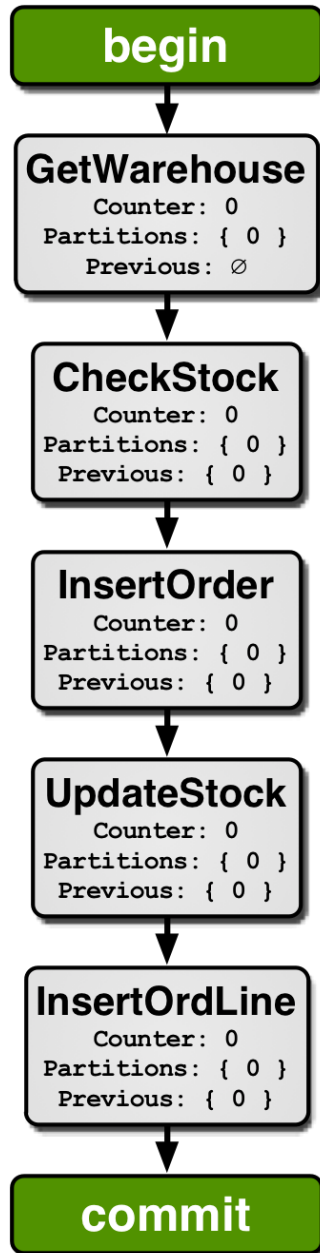 begin
GetWarehouse
Counter: 0
Partitions: { 0 }
Previous: ∅
CheckStock
Counter: 0
Partitions: { 0 }
Previous: { 0 }
InsertOrder
Counter: 0
Partitions: { 0 }
Previous: { 0 }
UpdateStock
Counter: 0
Partitions: { 0 }
Previous: { 0 }
InsertOrdLine
Counter: 0
Partitions: { 0 }
Previous: { 0 }
commit